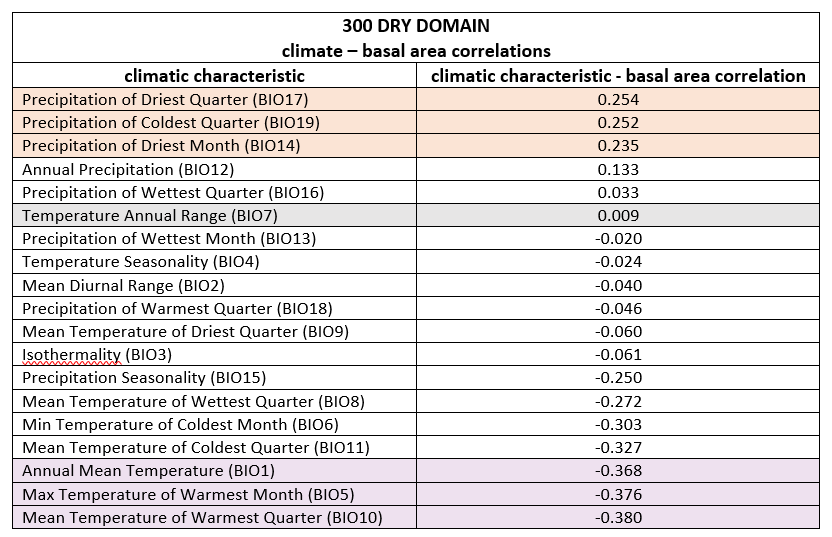 300 DRY DOMAIN
climate – basal area correlations
climatic characteristic climatic characteristic - basal area correlation
Precipitation of Driest Quarter (BIO17) 0.254
Precipitation of Coldest Quarter (BIO19) 0.252
Precipitation of Driest Month (BIO14) 0.235
Annual Precipitation (BIO12) 0.133
Precipitation of Wettest Quarter (BIO16) 0.033
Temperature Annual Range (BIO7) 0.009
Precipitation of Wettest Month (BIO13) -0.020
Temperature Seasonality (BIO4) -0.024
Mean Diurnal Range (BIO2) -0.040
Precipitation of Warmest Quarter (BIO18) -0.046
Mean Temperature of Driest Quarter (BIO9) -0.060
Isothermality (BIO3) -0.061
Precipitation Seasonality (BIO15) -0.250
Mean Temperature of Wettest Quarter (BIO8) -0.272
Min Temperature of Coldest Month (BIO6) -0.303
Mean Temperature of Coldest Quarter (BIO11) -0.327
Annual Mean Temperature (BIO1) -0.368
Max Temperature of Warmest Month (BIO5) -0.376
Mean Temperature of Warmest Quarter (BIO10) -0.380